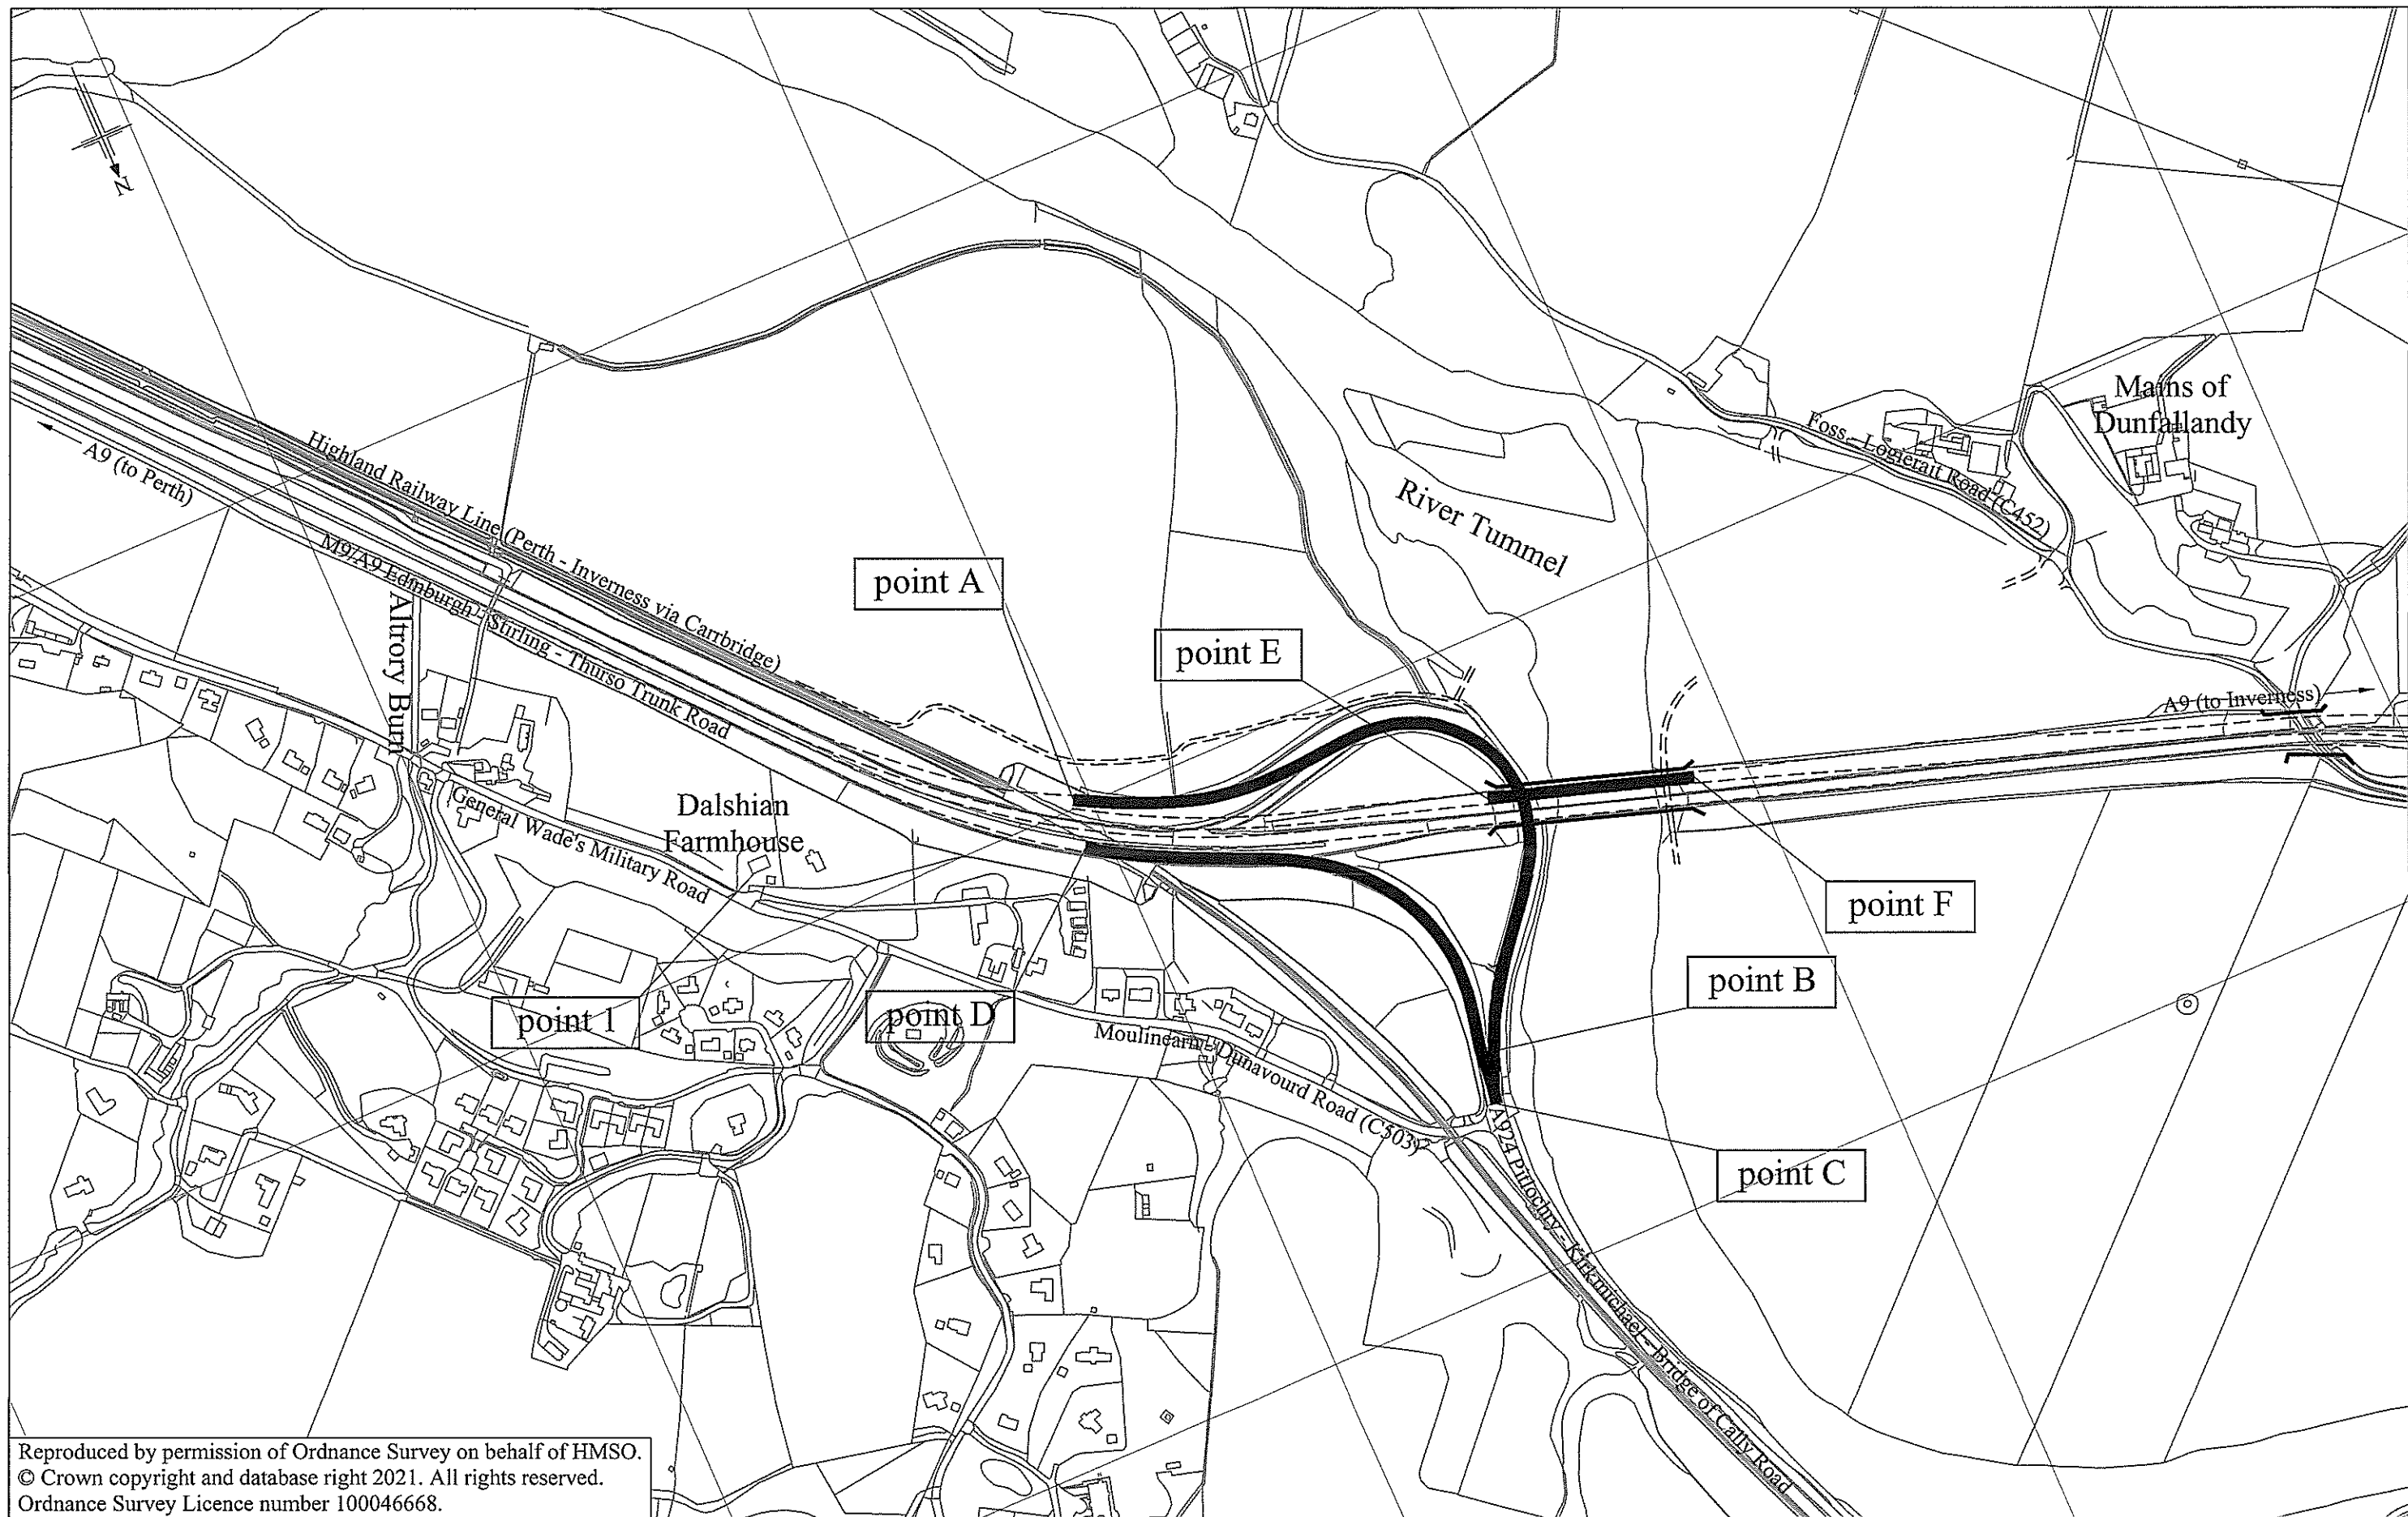 N
Mains of
Dunfallandy
A9 (to Perth)
Highland Railway Line (Perth - Inverness via Carrbridge)
Foss - Logierait Road (C452)
River Tummel
M9/A9 Edinburgh - Stirling - Thurso Trunk Road
point A
Altrory Burn
point E
A9 (to Inverness)
General Wade's Military Road
Dalshian
Farmhouse
point F
point B
point 1
point D
Moulinearn - Dunavourd Road (C503)
point C
A924 Pitlochry - Kirkmichael - Bridge of Cally Road
Reproduced by permission of Ordnance Survey on behalf of HMSO.
© Crown copyright and database right 2021. All rights reserved.
Ordnance Survey Licence number 100046668.